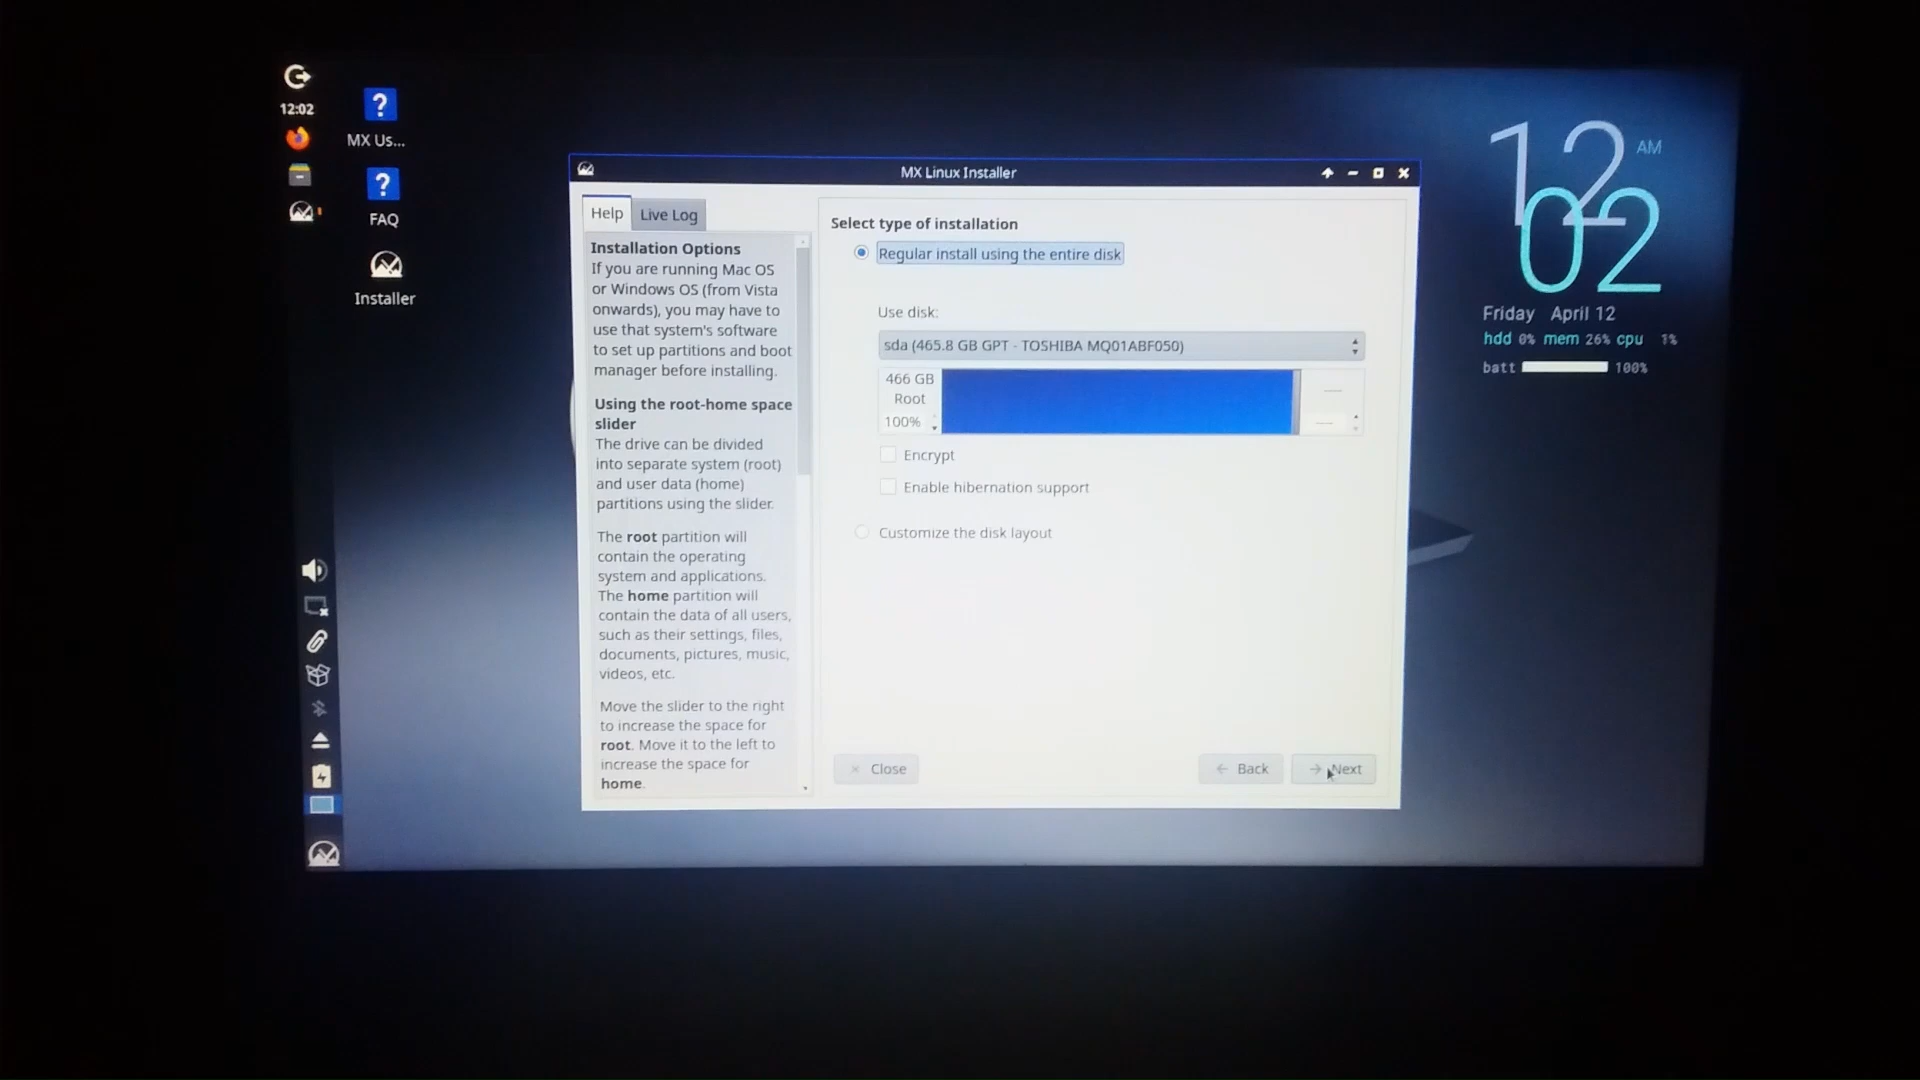 12:02
MX Us...
FAQ
Installer
MX Linux Installer
Help
Live Log
Installation Options
If you are running Mac OS
or Windows OS (from Vista
onwards), you may have to
use that system's software
to set up partitions and boot
manager before installing.
Using the root-home space
slider
The drive can be divided
into separate system (root)
and user data (home)
partitions using the slider.
The root partition will
contain the operating
system and applications.
The home partition will
contain the data of all users,
such as their settings, files,
documents, pictures, music,
videos, etc.
Move the slider to the right
to increase the space for
root. Move it to the left to
increase the space for
home.
Select type of installation
Regular install using the entire disk
Use disk:
sda (465.8 GB GPT - TOSHIBA MQ01ABF050)
466 GB
Root
100%
Encrypt
Enable hibernation support
Customize the disk layout
Close
Back
Next
12 AM
02
Friday April 12
hdd 0% mem 26% cpu 1%
batt 100%